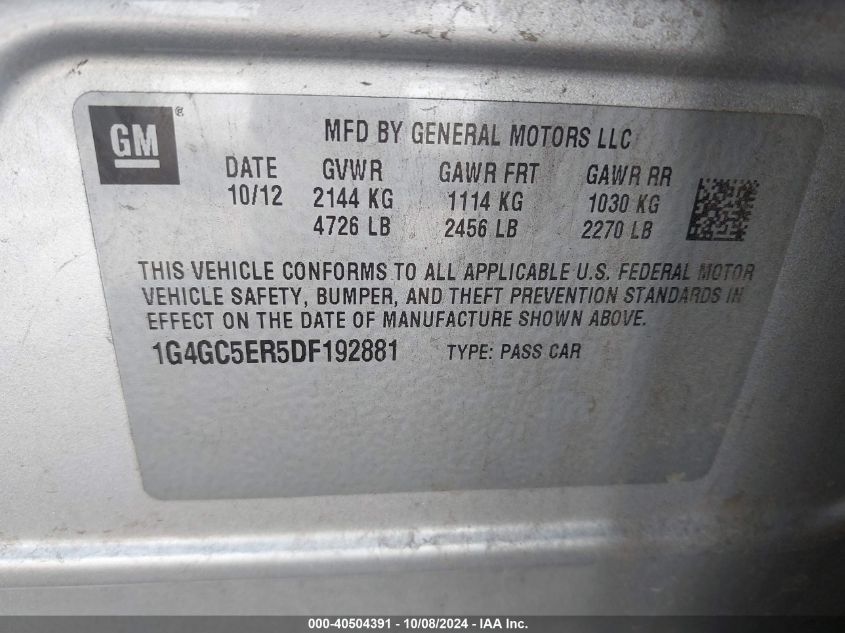 GM
®
MFD BY GENERAL MOTORS LLC
DATE GVWR GAWR FRT GAWR RR
10/12 2144 KG 1114 KG 1030 KG
4726 LB 2456 LB 2270 LB
THIS VEHICLE CONFORMS TO ALL APPLICABLE U.S. FEDERAL MOTOR
VEHICLE SAFETY, BUMPER, AND THEFT PREVENTION STANDARDS IN
EFFECT ON THE DATE OF MANUFACTURE SHOWN ABOVE.
1G4GC5ER5DF192881 TYPE: PASS CAR
000-40504391 - 10/08/2024 - IAA Inc.